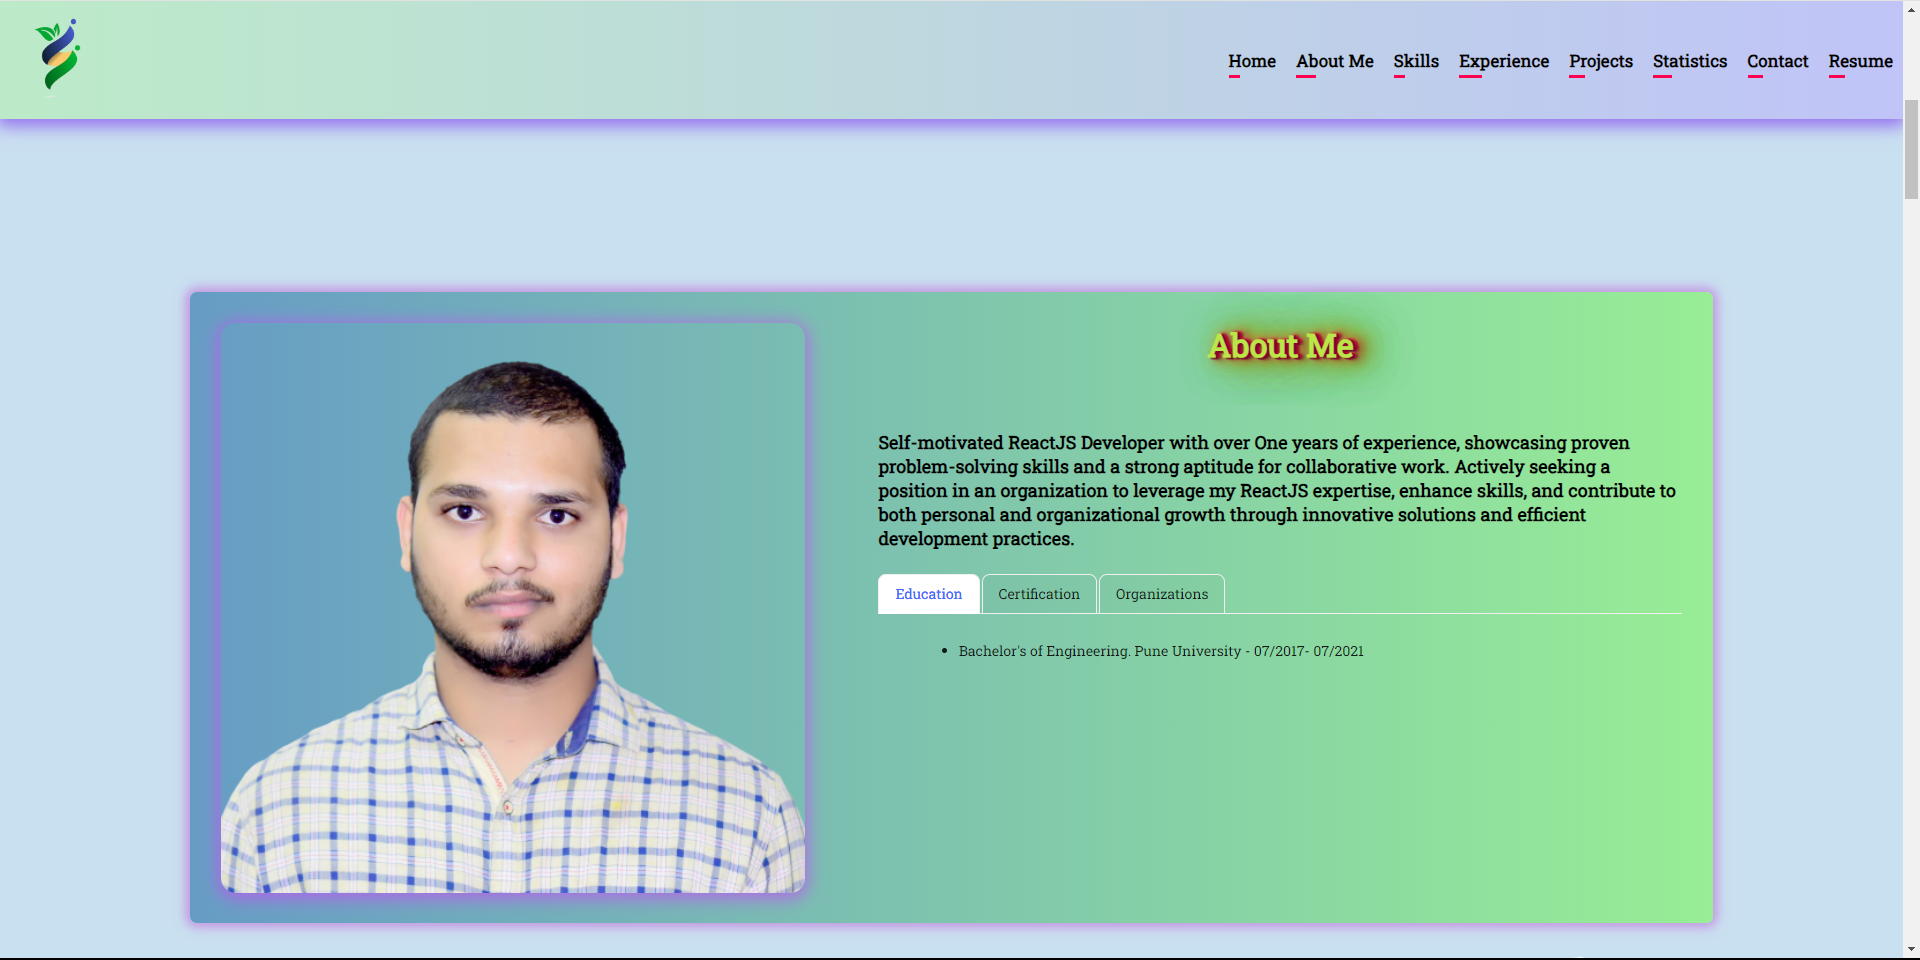 Home About Me Skills Experience Projects Statistics Contact Resume
About Me
Self-motivated ReactJS Developer with over One years of experience, showcasing proven
problem-solving skills and a strong aptitude for collaborative work. Actively seeking a
position in an organization to leverage my ReactJS expertise, enhance skills, and contribute to
both personal and organizational growth through innovative solutions and efficient
development practices.
Education Certification Organizations
Bachelor's of Engineering. Pune University - 07/2017- 07/2021